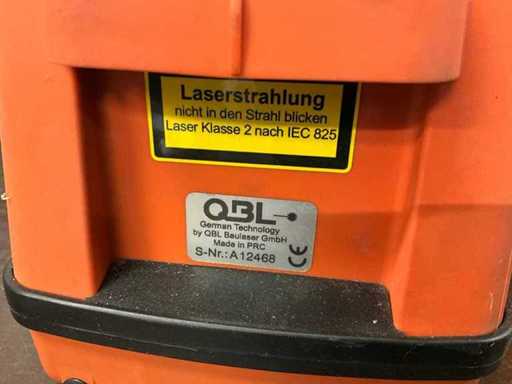 Laserstrahlung
nicht in den Strahl blicken
Laser Klasse 2 nach IEC 825
QBL
German Technology
by QBL Baulaser GmbH
Made in PRC
S-Nr.: A12468
CE